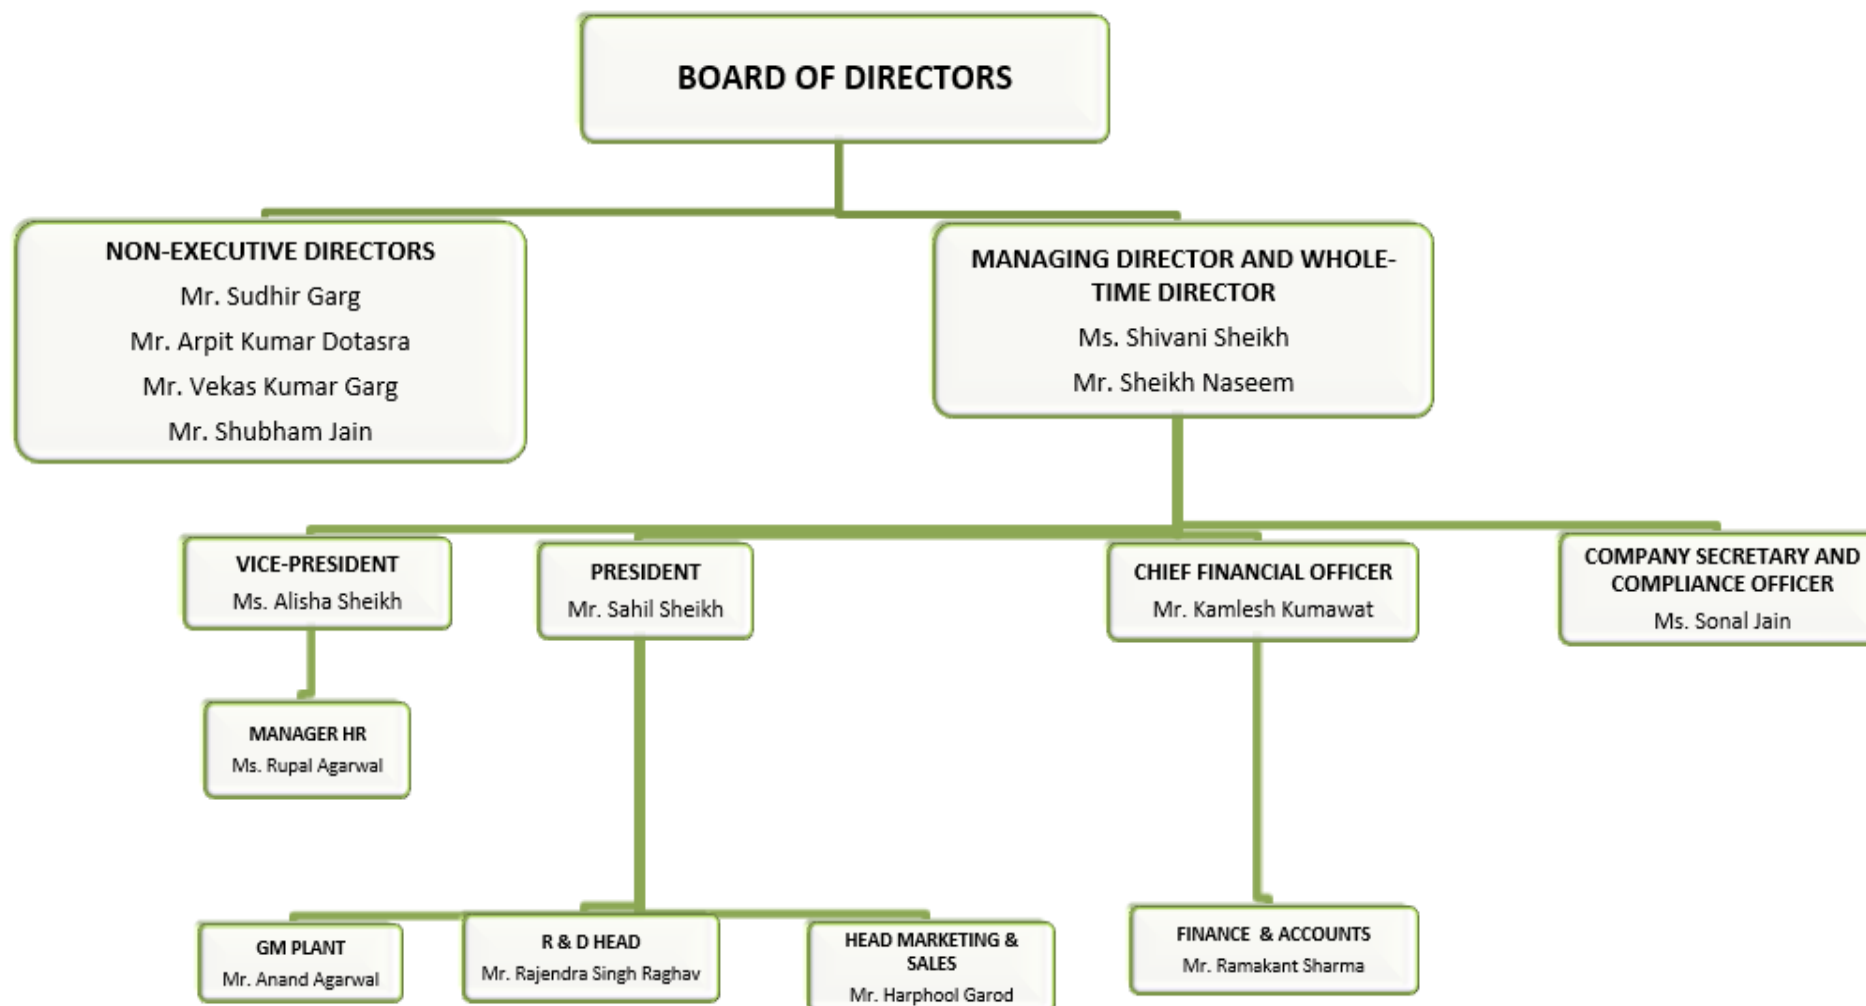 BOARD OF DIRECTORS
NON-EXECUTIVE DIRECTORS
Mr. Sudhir Garg
Mr. Arpit Kumar Dotasra
Mr. Vekas Kumar Garg
Mr. Shubham Jain
MANAGING DIRECTOR AND WHOLE-
TIME DIRECTOR
Ms. Shivani Sheikh
Mr. Sheikh Naseem
VICE-PRESIDENT
Ms. Alisha Sheikh
PRESIDENT
Mr. Sahil Sheikh
CHIEF FINANCIAL OFFICER
Mr. Kamlesh Kumawat
COMPANY SECRETARY AND
COMPLIANCE OFFICER
Ms. Sonal Jain
MANAGER HR
Ms. Rupal Agarwal
GM PLANT
Mr. Anand Agarwal
R & D HEAD
Mr. Rajendra Singh Raghav
HEAD MARKETING &
SALES
Mr. Harphool Garod
FINANCE & ACCOUNTS
Mr. Ramakant Sharma